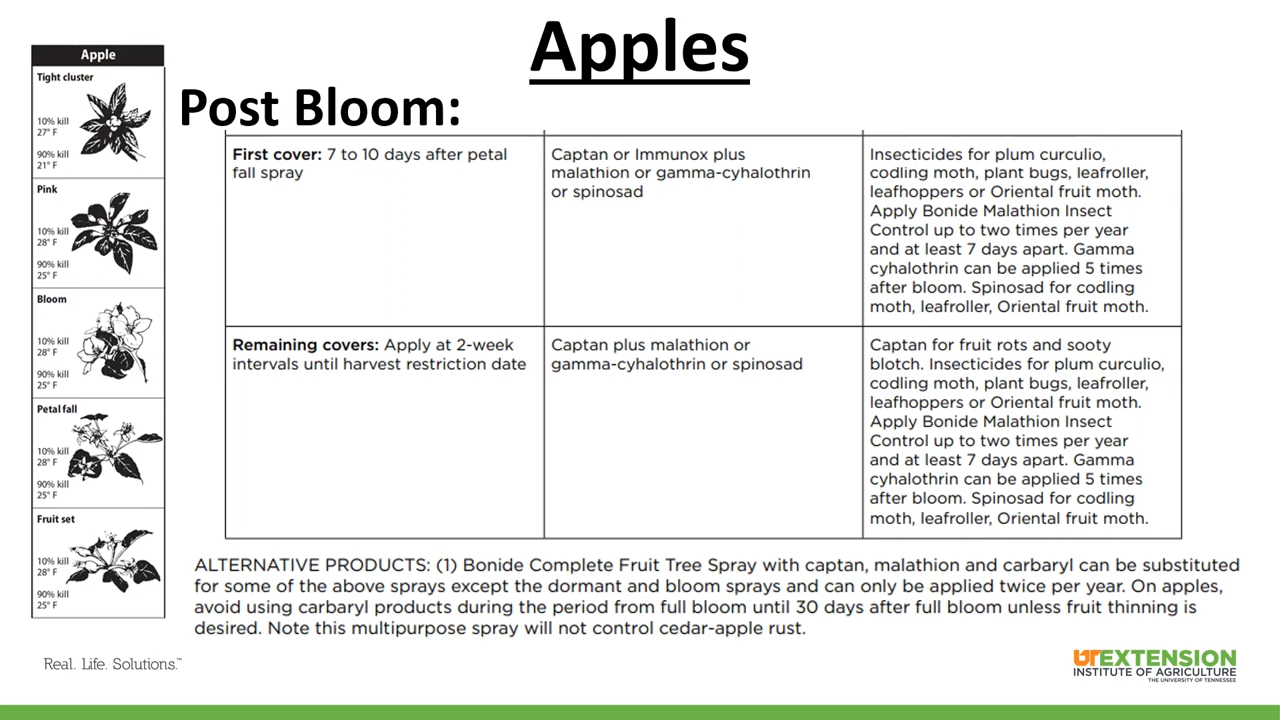 Apples
Post Bloom:
Apple
Tight cluster
10% kill
27° F
90% kill
21° F
Pink
10% kill
28° F
90% kill
25° F
Bloom
10% kill
28° F
90% kill
25° F
Petal fall
10% kill
28° F
90% kill
25° F
Fruit set
10% kill
28° F
90% kill
25° F
First cover: 7 to 10 days after petal
fall spray
Captan or Immunox plus
malathion or gamma-cyhalothrin
or spinosad
Insecticides for plum curculio,
codling moth, plant bugs, leafroller,
leafhoppers or Oriental fruit moth.
Apply Bonide Malathion Insect
Control up to two times per year
and at least 7 days apart. Gamma
cyhalothrin can be applied 5 times
after bloom. Spinosad for codling
moth, leafroller, Oriental fruit moth.
Remaining covers: Apply at 2-week
intervals until harvest restriction date
Captan plus malathion or
gamma-cyhalothrin or spinosad
Captan for fruit rots and sooty
blotch. Insecticides for plum curculio,
codling moth, plant bugs, leafroller,
leafhoppers or Oriental fruit moth.
Apply Bonide Malathion Insect
Control up to two times per year
and at least 7 days apart. Gamma
cyhalothrin can be applied 5 times
after bloom. Spinosad for codling
moth, leafroller, Oriental fruit moth.
ALTERNATIVE PRODUCTS: (1) Bonide Complete Fruit Tree Spray with captan, malathion and carbaryl can be substituted
for some of the above sprays except the dormant and bloom sprays and can only be applied twice per year. On apples,
avoid using carbaryl products during the period from full bloom until 30 days after full bloom unless fruit thinning is
desired. Note this multipurpose spray will not control cedar-apple rust.
Real. Life. Solutions.™
UT EXTENSION
INSTITUTE OF AGRICULTURE
THE UNIVERSITY OF TENNESSEE